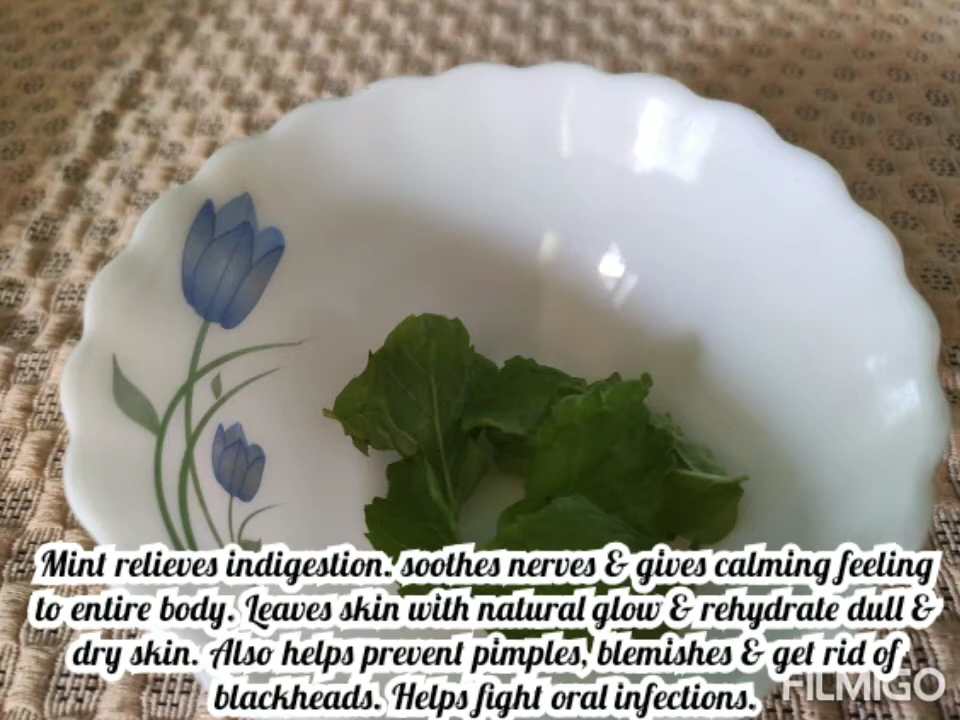 Mint relieves indigestion. soothes nerves & gives calming feeling
to entire body. Leaves skin with natural glow & rehydrate dull &
dry skin. Also helps prevent pimples, blemishes & get rid of
blackheads. Helps fight oral infections.
FILMIGO